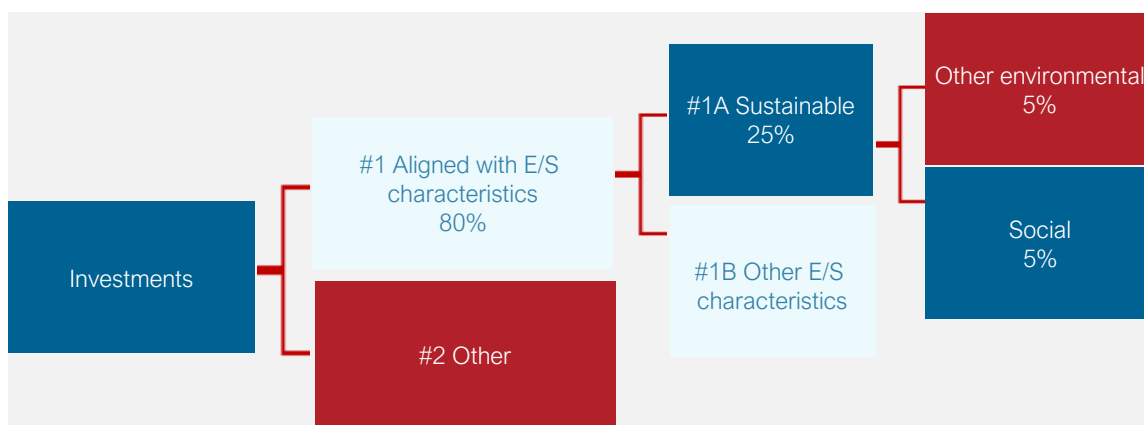 Investments
#1 Aligned with E/S
characteristics
80%
#2 Other
#1A Sustainable
25%
#1B Other E/S
characteristics
Other environmental
5%
Social
5%